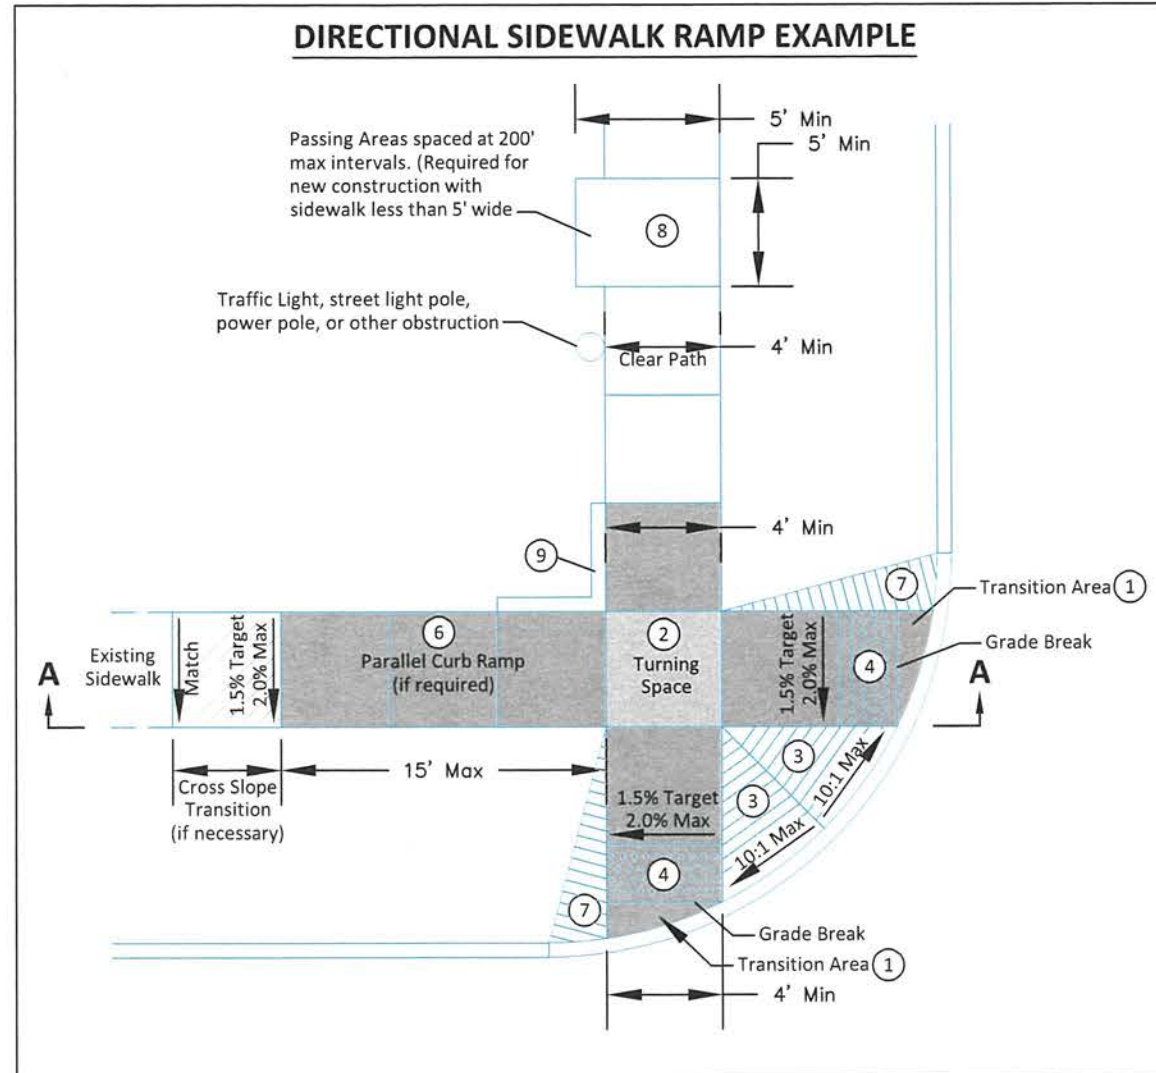 DIRECTIONAL SIDEWALK RAMP EXAMPLE
5' Min
Passing Areas spaced at 200'
max intervals. (Required for
new construction with
sidewalk less than 5' wide
5' Min
8
Traffic Light, street light pole,
power pole, or other obstruction
4' Min
Clear Path
4' Min
9
7
Transition Area 1
Grade Break
6
Parallel Curb Ramp
(if required)
2
Turning
Space
4
1.5% Target
2.0% Max
A
Existing
Sidewalk
Match
1.5% Target
2.0% Max
A
15' Max
Cross Slope
Transition
(if necessary)
3
3
10:1 Max
10:1 Max
1.5% Target
2.0% Max
4
7
Grade Break
Transition Area 1
4' Min